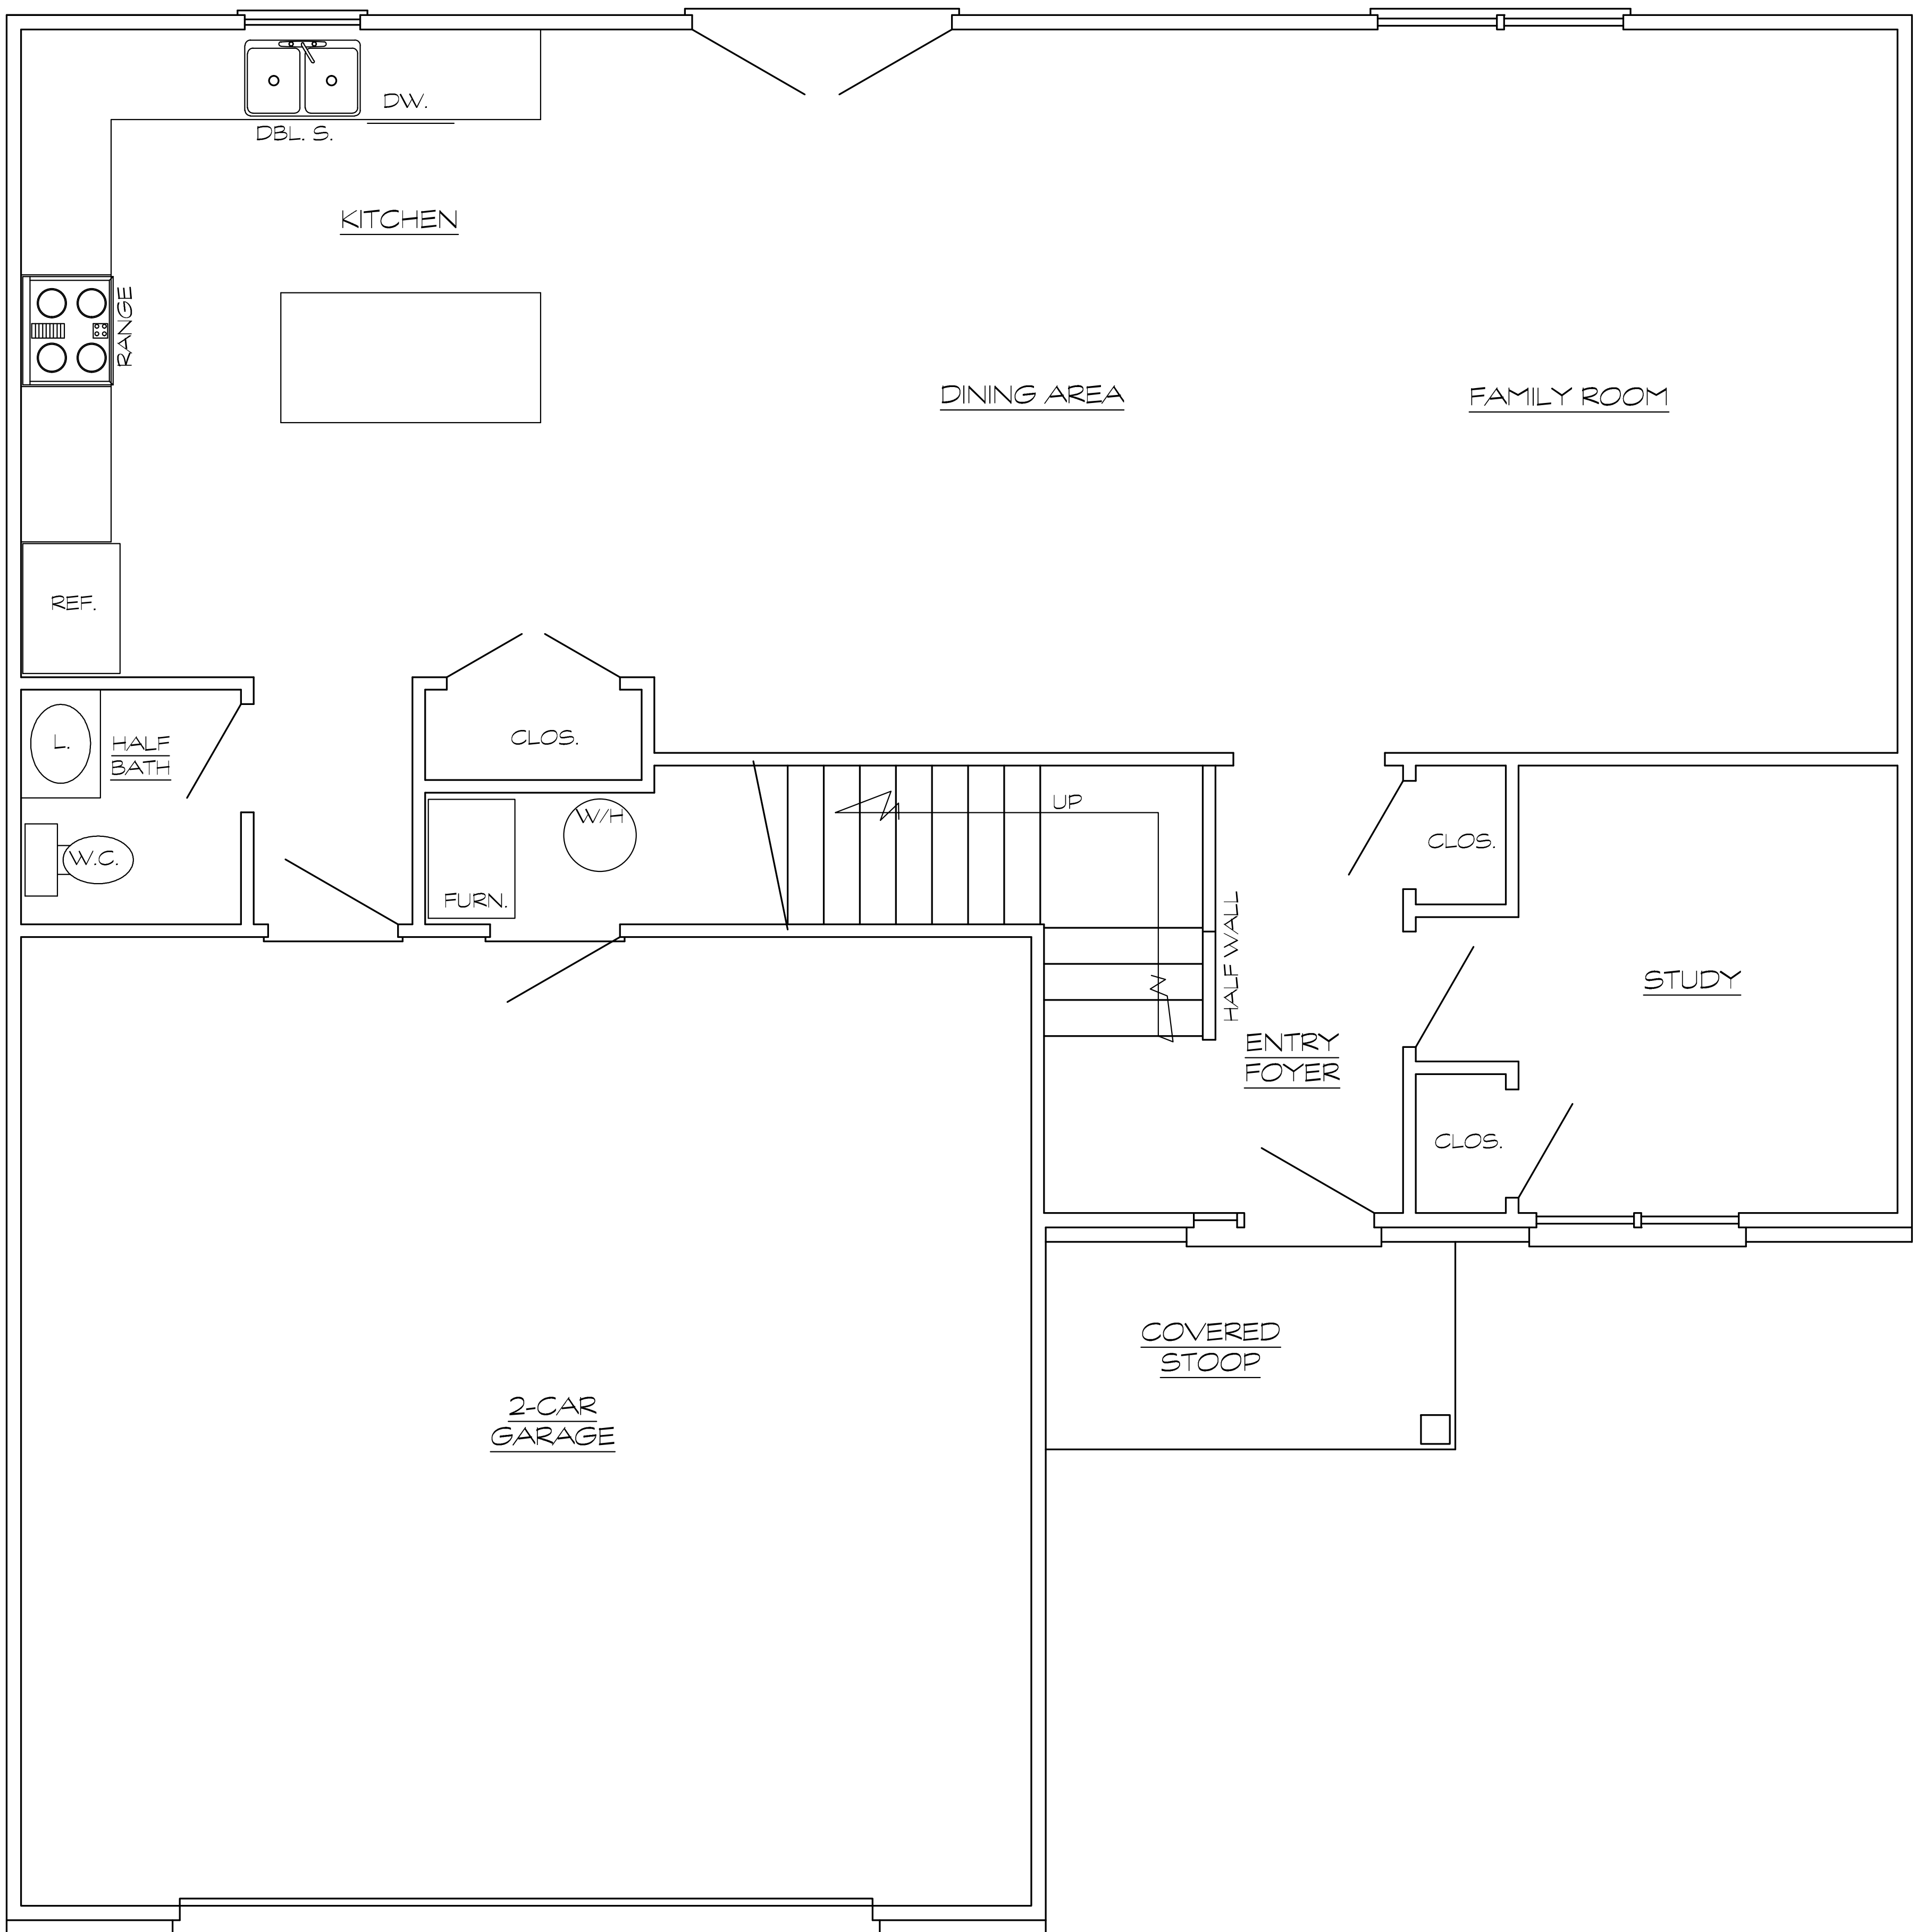 DW.
DBL. S.
KITCHEN
RANGE
DINING AREA
FAMILY ROOM
REF.
L.
HALF
BATH
CLOS.
W/H
UP
W.C.
CLOS.
FURN.
HALF WALL
STUDY
ENTRY
FOYER
CLOS.
COVERED
STOOP
2-CAR
GARAGE